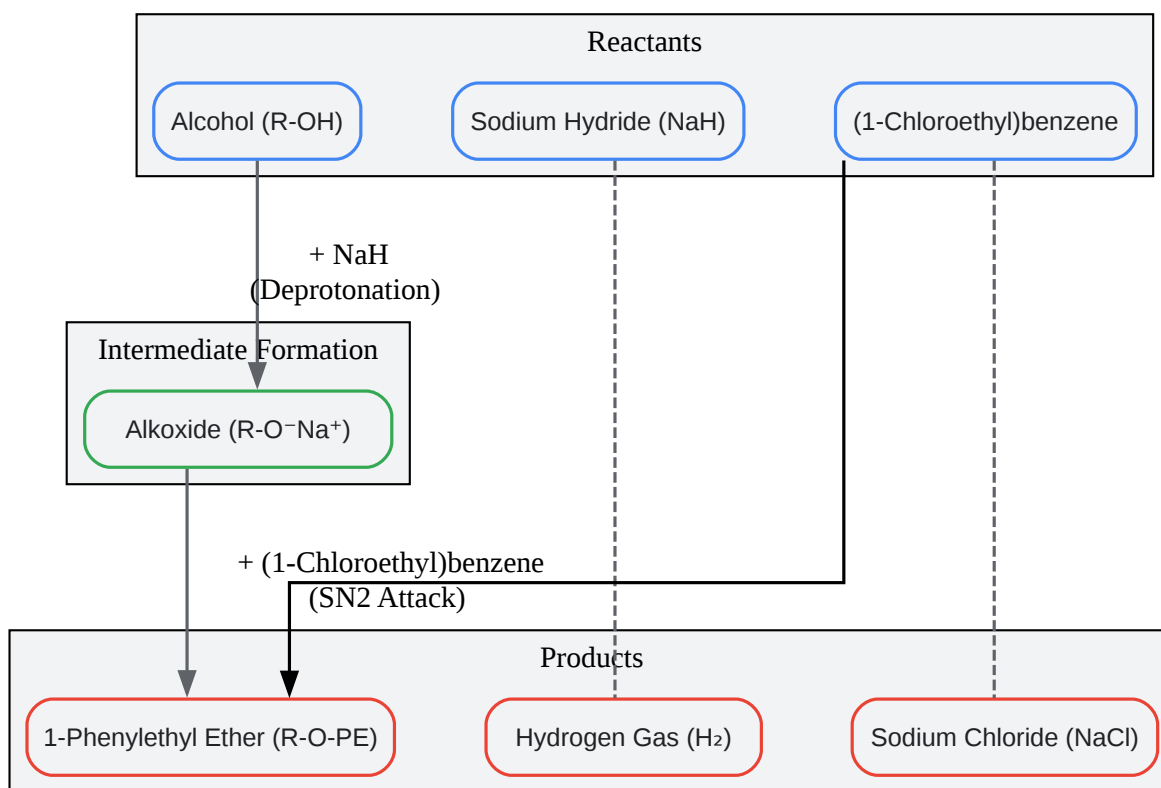 Reactants
Alcohol (R-OH)
Sodium Hydride (NaH)
(1-Chloroethyl)benzene
+ NaH
(Deprotonation)
Intermediate Formation
Alkoxide (R-O⁻Na⁺)
+ (1-Chloroethyl)benzene
(SN2 Attack)
Products
1-Phenylethyl Ether (R-O-PE)
Hydrogen Gas (H₂)
Sodium Chloride (NaCl)